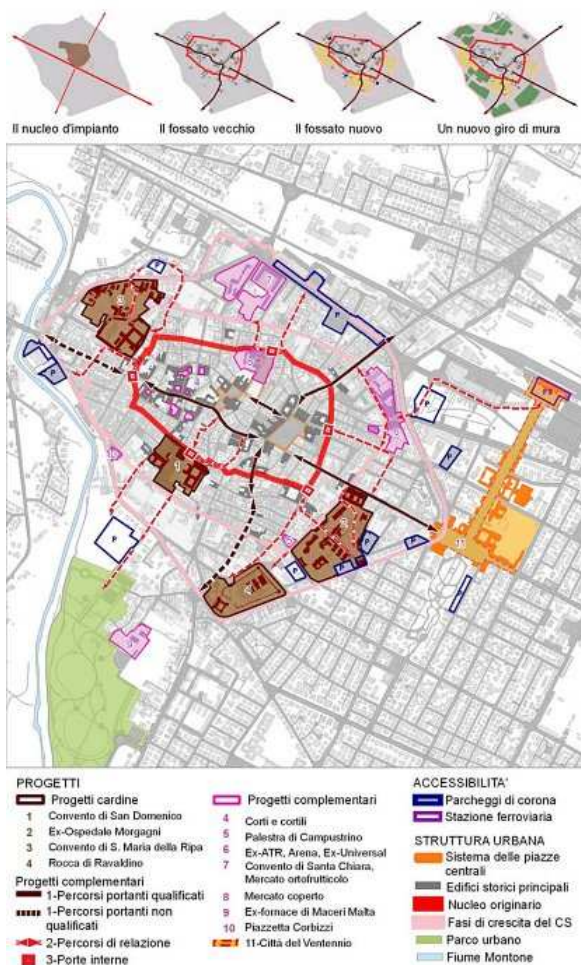 Il nucleo d'impianto
Il fossato vecchio
Il fossato nuovo
Un nuovo giro di mura
PROGETTI
Progetti cardine
1 Convento di San Domenico
2 Ex-Ospedale Morgagni
3 Convento di S. Maria della Ripa
4 Rocca di Ravaldino
Progetti complementari
1-Percorsi portanti qualificati
1-Percorsi portanti non
qualificati
2-Percorsi di relazione
3-Porte interne
Progetti complementari
4 Corti e cortili
5 Palestra di Campustrino
6 Ex-ATR, Arena, Ex-Universal
7 Convento di Santa Chiara,
Mercato ortofrutticolo
8 Mercato coperto
9 Ex-fornace di Maceri Malta
10 Piazzetta Corbizzi
11-Città del Ventennio
ACCESSIBILITA'
Parcheggi di corona
Stazione ferroviaria
STRUTTURA URBANA
Sistema delle piazze
centrali
Edifici storici principali
Nucleo originario
Fasi di crescita del CS
Parco urbano
Fiume Montone